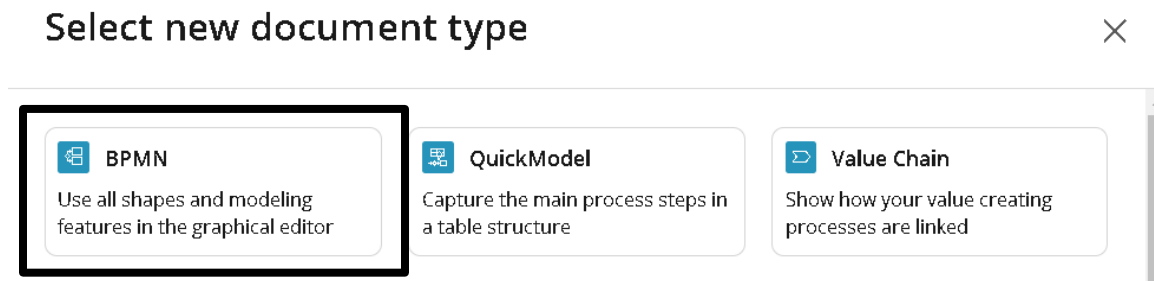 Select new document type
BPMN
Use all shapes and modeling
features in the graphical editor
QuickModel
Capture the main process steps in
a table structure
Value Chain
Show how your value creating
processes are linked